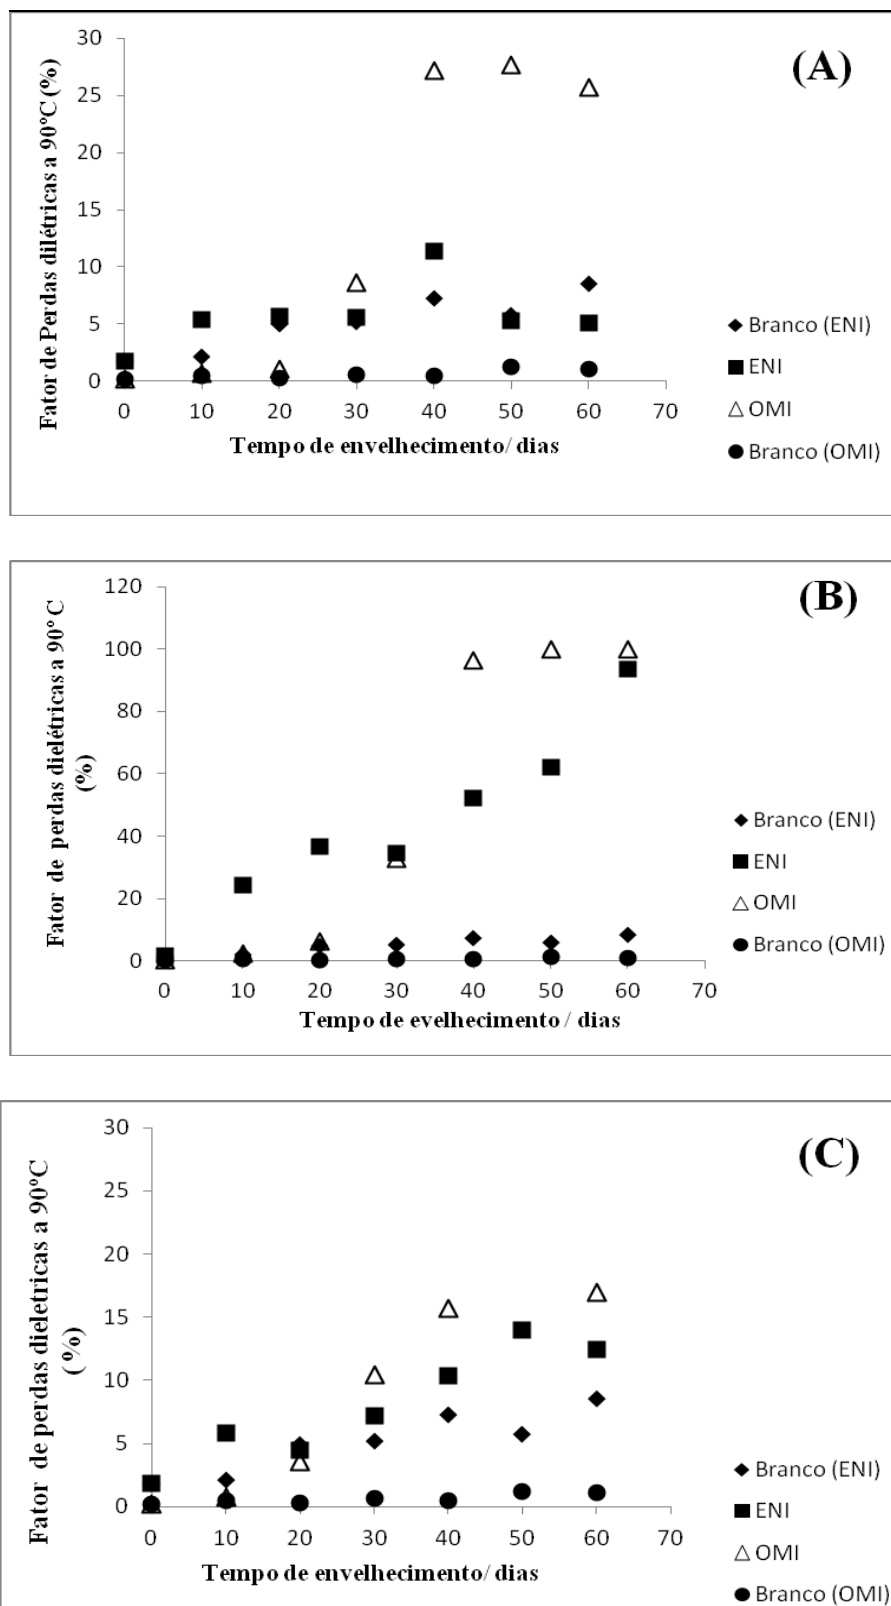 (A)
Fator de Perdas dilétricas a 90ºC (%)
30
25
20
15
10
5
0
0 10 20 30 40 50 60 70
Tempo de envelhecimento/ dias
Branco (ENI)
ENI
OMI
Branco (OMI)
(B)
Fator de perdas dielétricas a 90º C
(%)
120
100
80
60
40
20
0
0 10 20 30 40 50 60 70
Tempo de evelhecimento / dias
Branco (ENI)
ENI
OMI
Branco (OMI)
(C)
Fator de perdas dieletricas a 90ºC
( %)
30
25
20
15
10
5
0
0 10 20 30 40 50 60 70
Tempo de envelhecimento/ dias
Branco (ENI)
ENI
OMI
Branco (OMI)